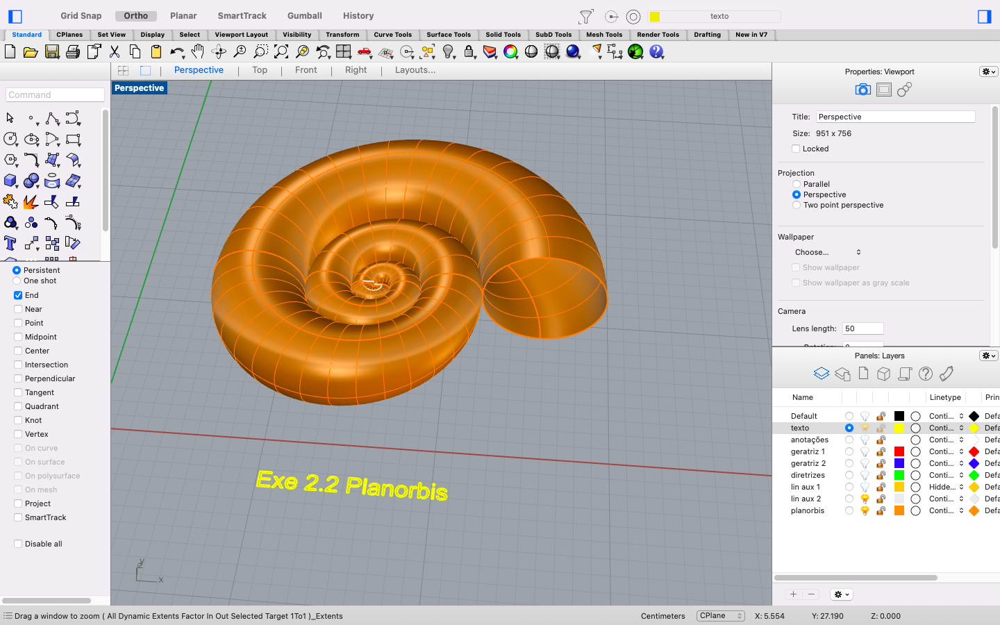 Grid Snap Ortho Planar SmartTrack Gumball History texto
Standard CPlanes Set View Display Select Viewport Layout Visibility Transform Curve Tools Surface Tools Solid Tools SubD Tools Mesh Tools Render Tools Drafting New in V7
Perspective Top Front Right Layouts...
Perspective
Command
Persistent
One shot
End
Near
Point
Midpoint
Center
Intersection
Perpendicular
Tangent
Quadrant
Knot
Vertex
On curve
On surface
On polysurface
On mesh
Project
SmartTrack
Disable all
Exe 2.2 Planorbis
y
z
x
Properties: Viewport
Title: Perspective
Size: 951 x 756
Locked
Projection
Parallel
Perspective
Two point perspective
Wallpaper
Choose...
Show wallpaper
Show wallpaper as gray scale
Camera
Lens length: 50
Panels: Layers
Name Linetype Prin
Default Conti... Defa
texto Conti... Defa
anotações Conti... Defa
geratriz 1 Conti... Defa
geratriz 2 Conti... Defa
diretrizes Conti... Defa
lin aux 1 Hidde... Defa
lin aux 2 Conti... Defa
planorbis Conti... Defa
Drag a window to zoom ( All Dynamic Extents Factor In Out Selected Target 1To1 )_Extents
Centimeters CPlane X: 5.554 Y: 27.190 Z: 0.000